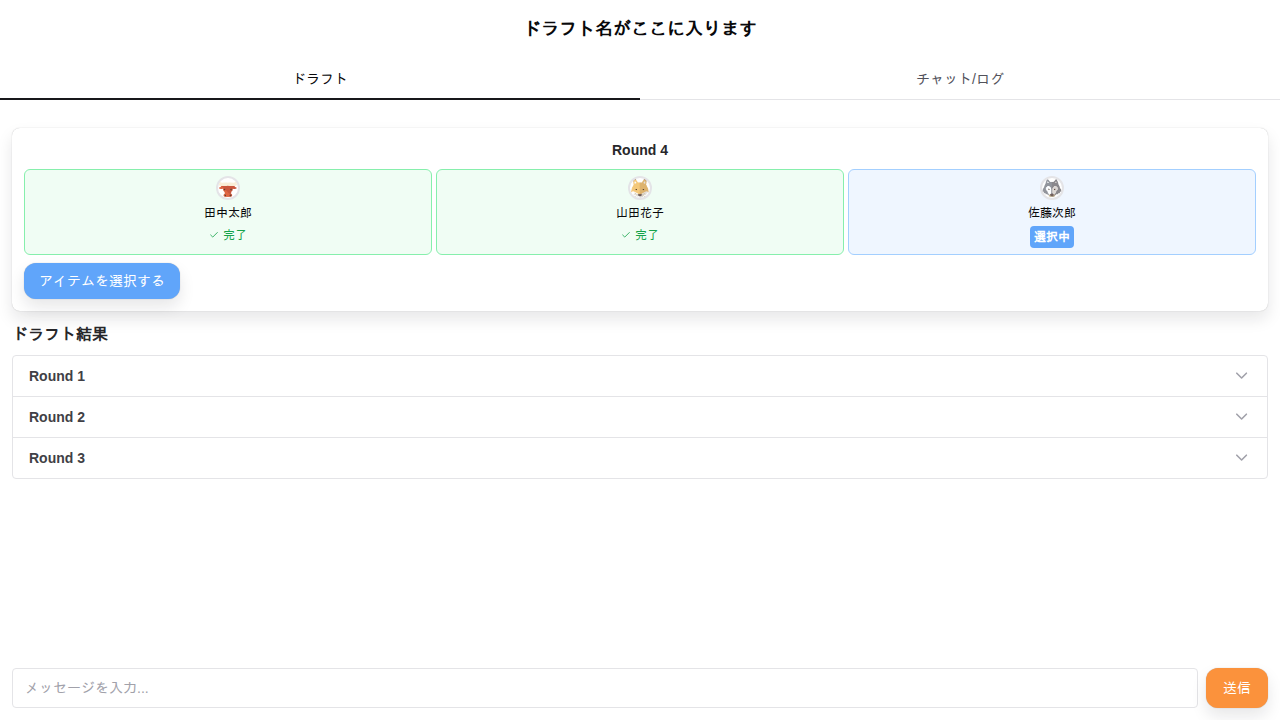 ドラフト名がここに入ります
ドラフト
チャット/ログ
Round 4
田中太郎
完了
山田花子
完了
佐藤次郎
選択中
アイテムを選択する
ドラフト結果
Round 1
Round 2
Round 3
メッセージを入力...
送信